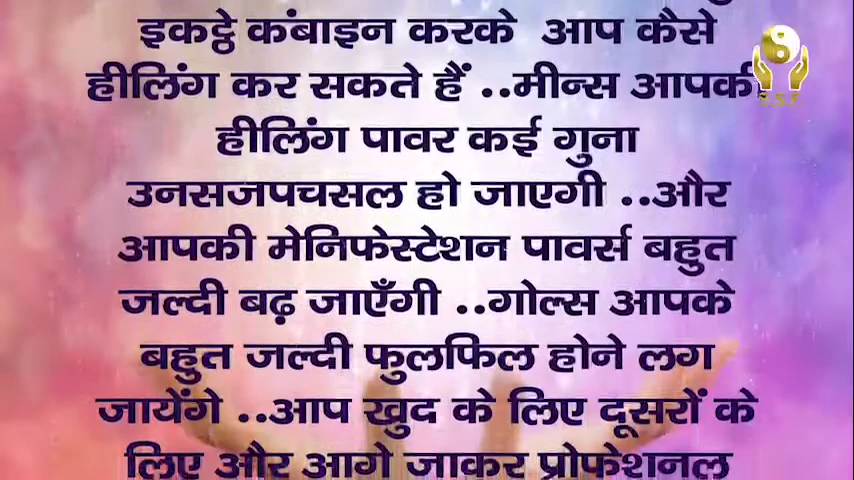 इकट्ठे कंबाइन करके आप कैसे
हीलिंग कर सकते हैं ..मीन्स आपकी
हीलिंग पावर कई गुना
उनसजपचसल हो जाएगी ..और
आपकी मेनिफेस्टेशन पावर्स बहुत
जल्दी बढ़ जाएँगी ..गोल्स आपके
बहुत जल्दी फुलफिल होने लग
जायेंगे ..आप खुद के लिए दूसरों के
लिए और आगे जाकर प्रोफेशनल